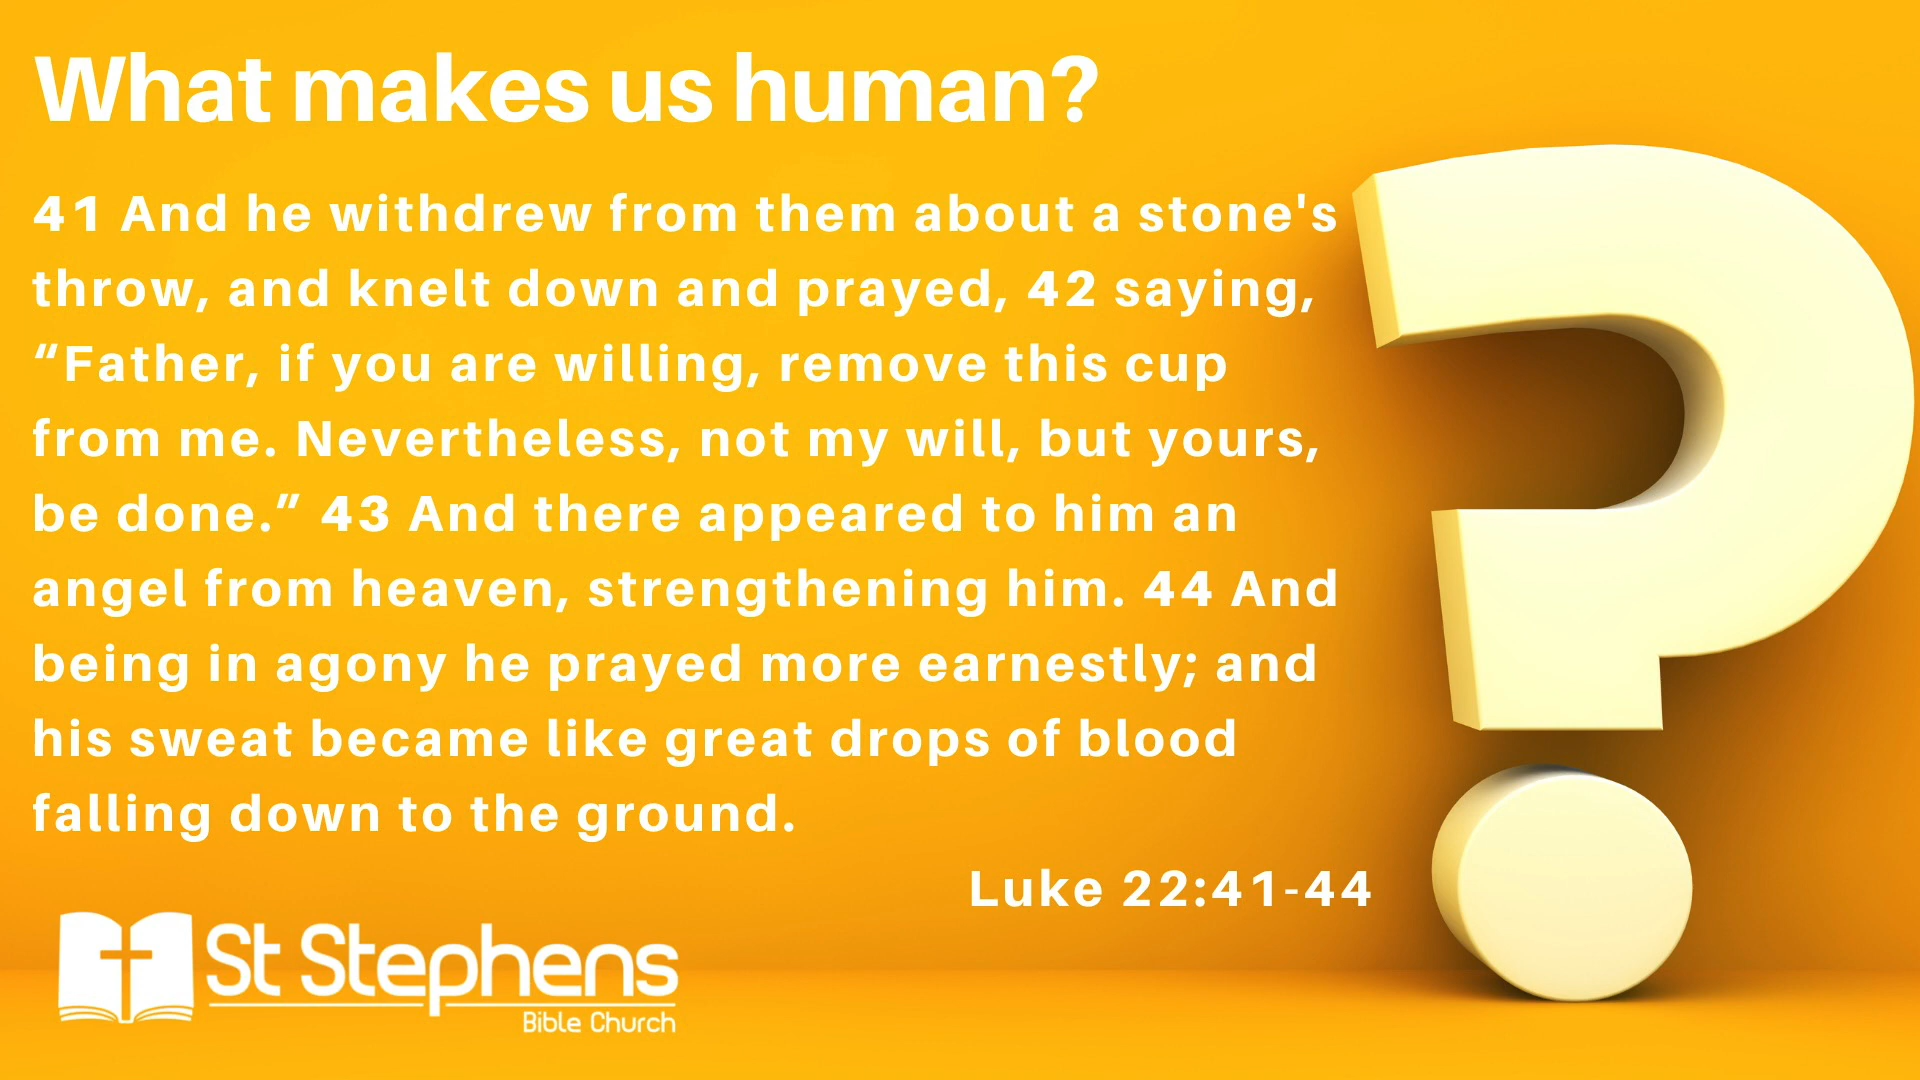 What makes us human?
41 And he withdrew from them about a stone's
throw, and knelt down and prayed, 42 saying,
“Father, if you are willing, remove this cup
from me. Nevertheless, not my will, but yours,
be done.” 43 And there appeared to him an
angel from heaven, strengthening him. 44 And
being in agony he prayed more earnestly; and
his sweat became like great drops of blood
falling down to the ground.
Luke 22:41-44
St Stephens
Bible Church